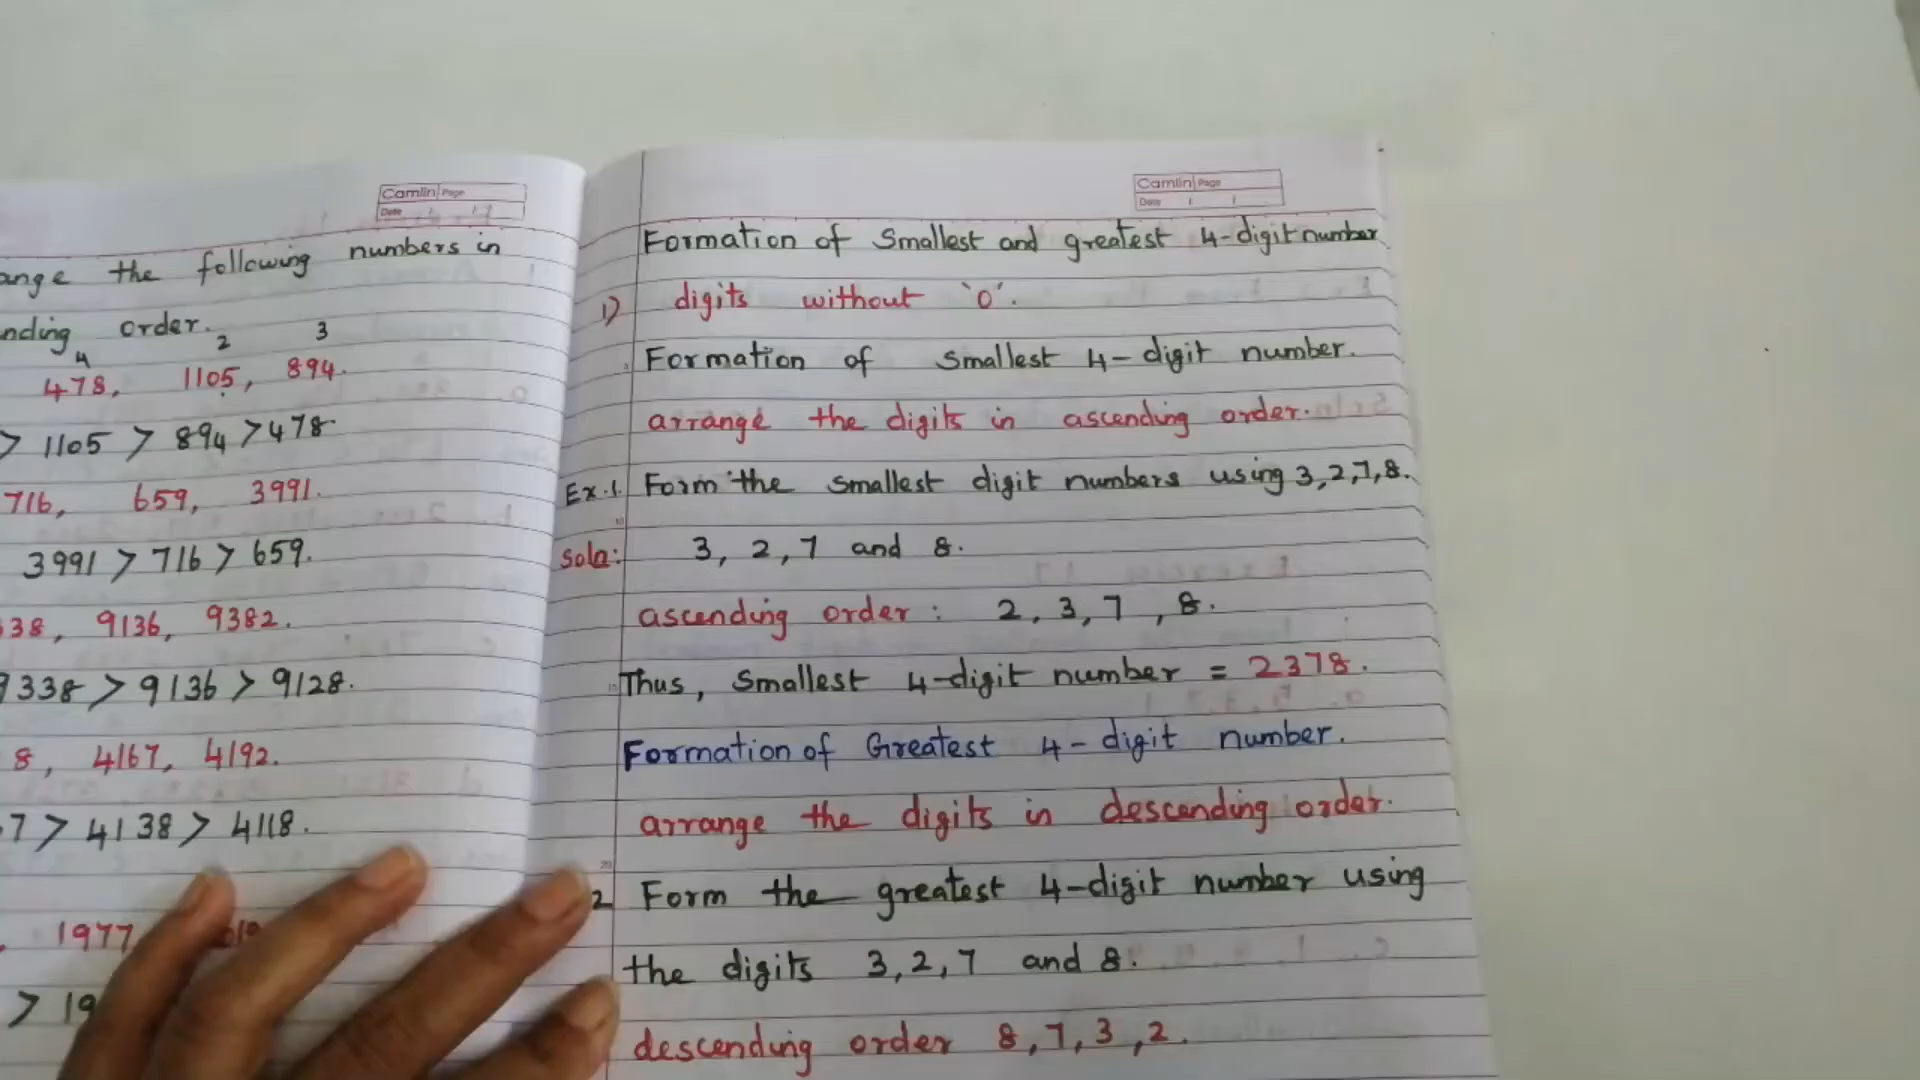 Camlin Page
Date
the following numbers in
order.
4 2 3
478, 1105, 894.
> 1105 > 894 > 478
716, 659, 3991.
3991 > 716 > 659.
38, 9136, 9382.
9338 > 9136 > 9128.
8, 4167, 4192.
7 > 4138 > 4118.
1977
> 19
Camlin Page
Date
Formation of Smallest and greatest 4-digit number
1) digits without '0'.
Formation of Smallest 4-digit number.
arrange the digits in ascending order.
Ex.1. Form the smallest digit numbers using 3,2,7,8.
Soln: 3, 2, 7 and 8.
ascending order : 2, 3, 7, 8.
Thus, Smallest 4-digit number = 2378.
Formation of Greatest 4-digit number.
arrange the digits in descending order.
2 Form the greatest 4-digit number using
the digits 3, 2, 7 and 8.
descending order 8, 7, 3, 2.